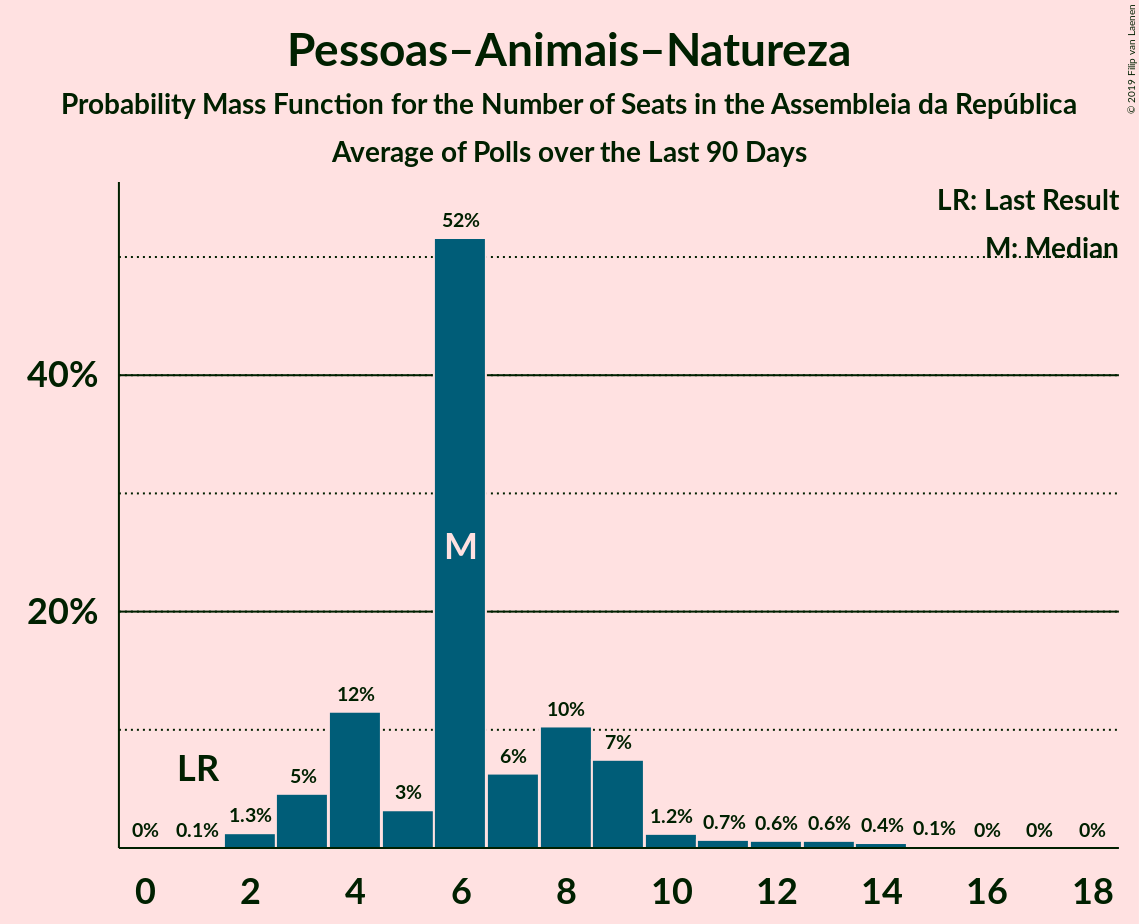 Pessoas–Animais–Natureza
Probability Mass Function for the Number of Seats in the Assembleia da República
Average of Polls over the Last 90 Days
© 2019 Filip van Laenen
LR: Last Result
M: Median
52%
40%
M
20%
12%
10%
7%
LR
6%
5%
3%
0% 0.1% 1.3% 1.2% 0.7% 0.6% 0.6% 0.4% 0.1% 0% 0% 0%
0 2 4 6 8 10 12 14 16 18